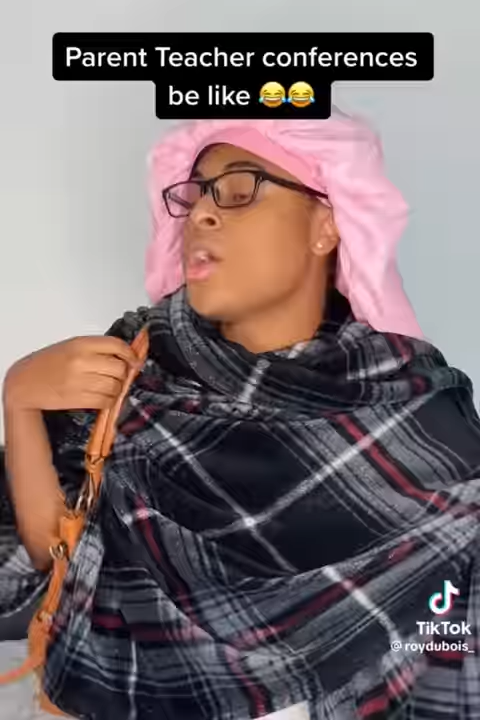 Parent Teacher conferences
be like 😂😂
TikTok
@roydubois_